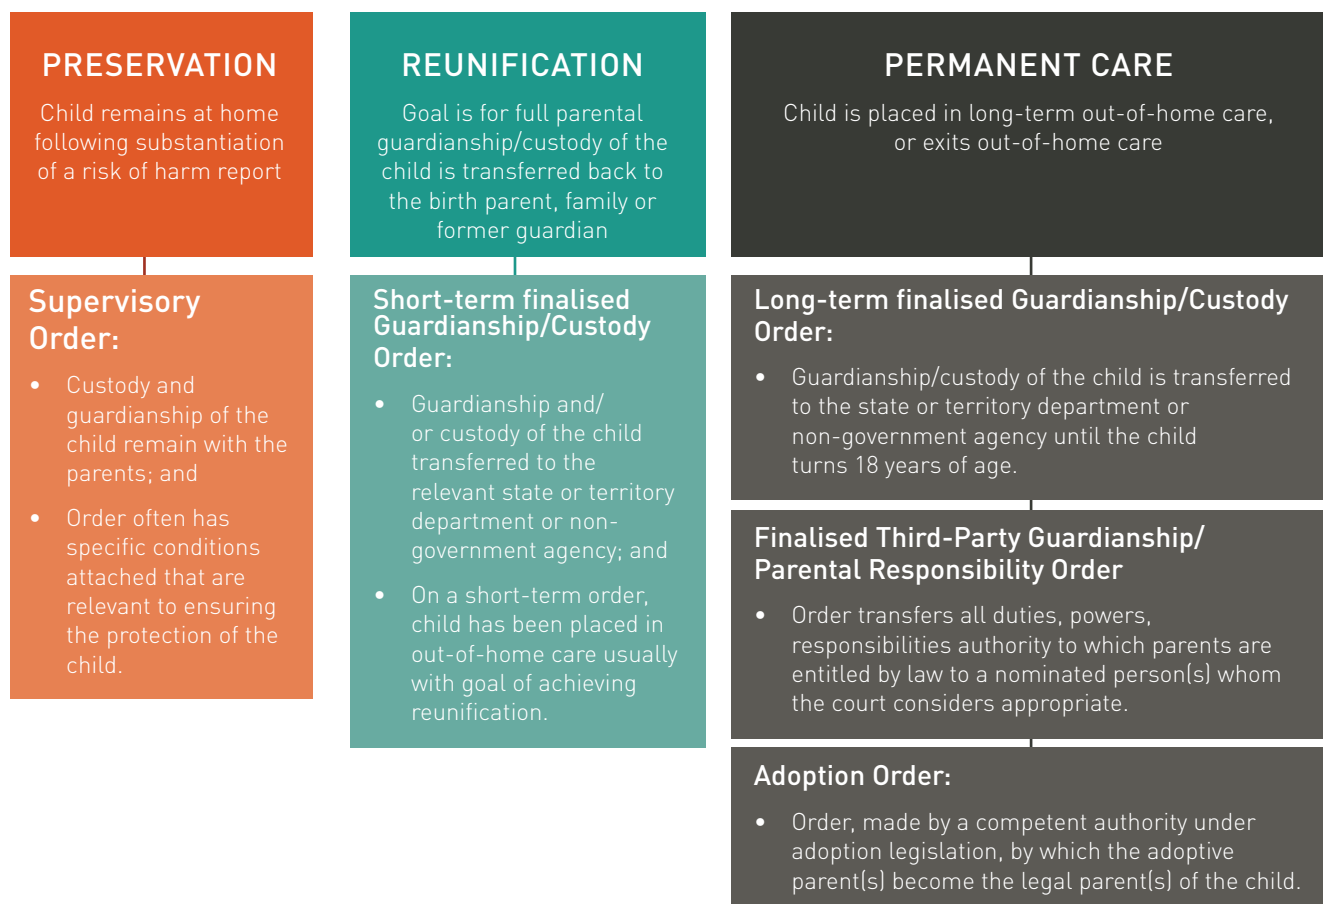 PRESERVATION
Child remains at home
following substantiation
of a risk of harm report
Supervisory
Order:
• Custody and
guardianship of the
child remain with the
parents; and
• Order often has
specific conditions
attached that are
relevant to ensuring
the protection of the
child.
REUNIFICATION
Goal is for full parental
guardianship/custody of the
child is transferred back to
the birth parent, family or
former guardian
Short-term finalised
Guardianship/Custody
Order:
• Guardianship and/
or custody of the child
transferred to the
relevant state or territory
department or non-
government agency; and
• On a short-term order,
child has been placed in
out-of-home care usually
with goal of achieving
reunification.
PERMANENT CARE
Child is placed in long-term out-of-home care,
or exits out-of-home care
Long-term finalised Guardianship/Custody
Order:
• Guardianship/custody of the child is transferred
to the state or territory department or
non-government agency until the child
turns 18 years of age.
Finalised Third-Party Guardianship/
Parental Responsibility Order
• Order transfers all duties, powers,
responsibilities authority to which parents are
entitled by law to a nominated person(s) whom
the court considers appropriate.
Adoption Order:
• Order, made by a competent authority under
adoption legislation, by which the adoptive
parent(s) become the legal parent(s) of the child.